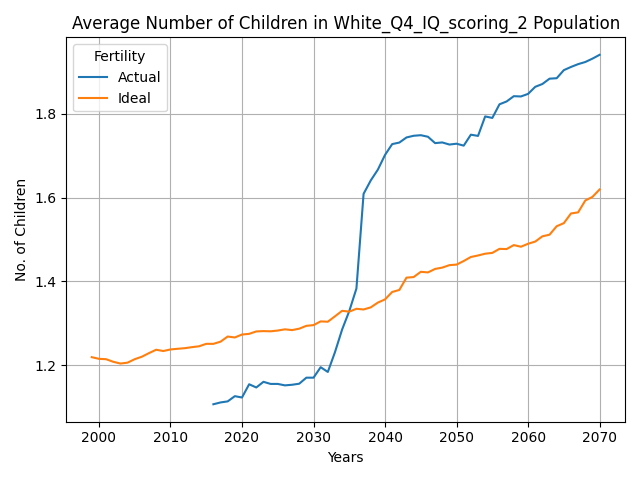 Average Number of Children in White_Q4_IQ_scoring_2 Population
Fertility
Actual
Ideal
No. of Children
1.8
1.6
1.4
1.2
2000 2010 2020 2030 2040 2050 2060 2070
Years